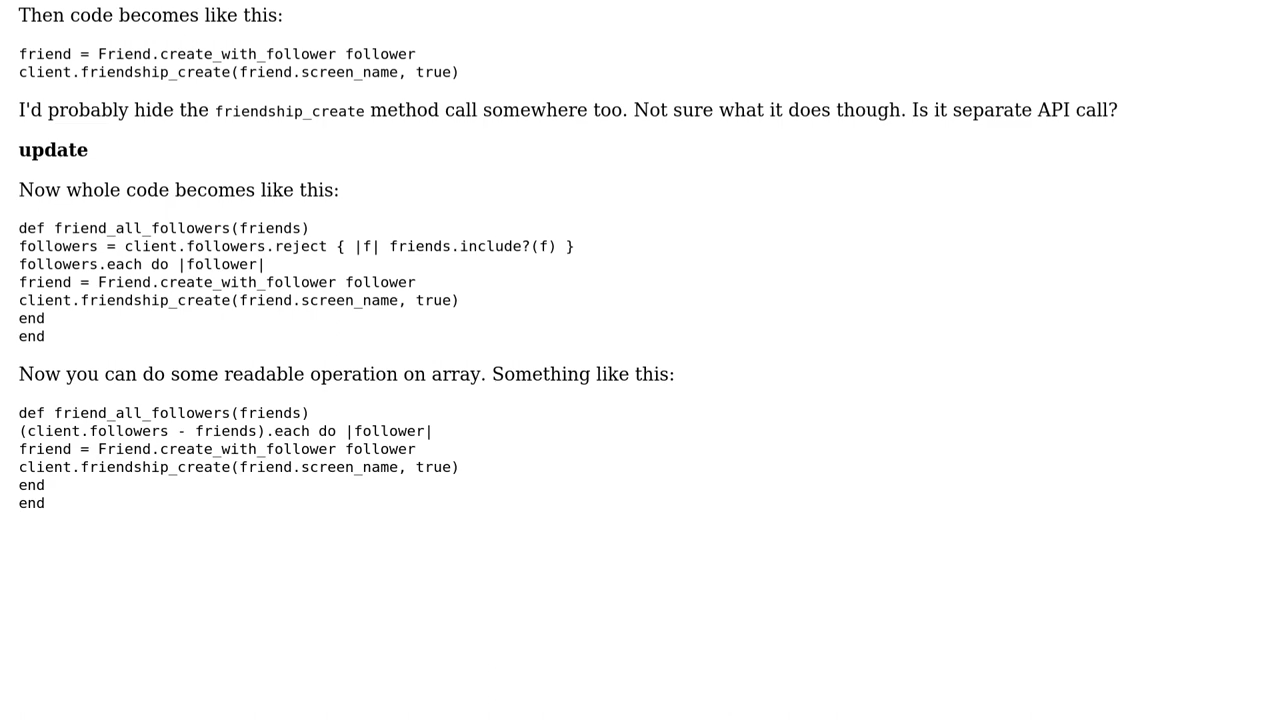 Then code becomes like this:
friend = Friend.create_with_follower follower
client.friendship_create(friend.screen_name, true)
I'd probably hide the friendship_create method call somewhere too. Not sure what it does though. Is it separate API call?
update
Now whole code becomes like this:
def friend_all_followers(friends)
followers = client.followers.reject { |f| friends.include?(f) }
followers.each do |follower|
friend = Friend.create_with_follower follower
client.friendship_create(friend.screen_name, true)
end
end
Now you can do some readable operation on array. Something like this:
def friend_all_followers(friends)
(client.followers - friends).each do |follower|
friend = Friend.create_with_follower follower
client.friendship_create(friend.screen_name, true)
end
end